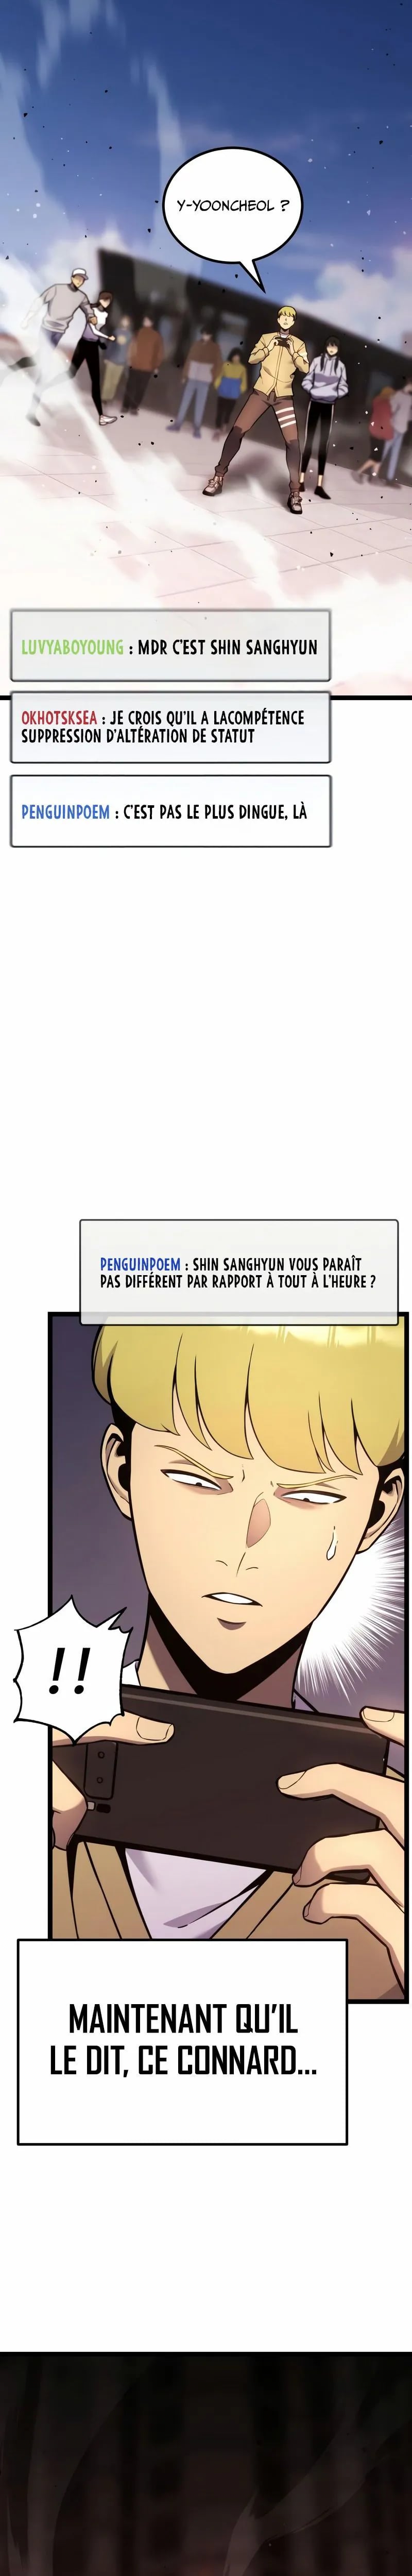 Y-YOONCHEOL ?
LUVYABOYOUNG : MDR C'EST SHIN SANGHYUN
OKHOTSKSEA : JE CROIS QU'IL A LACOMPÉTENCE
SUPPRESSION D'ALTÉRATION DE STATUT
PENGUINPOEM : C'EST PAS LE PLUS DINGUE, LÀ
PENGUINPOEM : SHIN SANGHYUN VOUS PARAÎT
PAS DIFFÉRENT PAR RAPPORT À TOUT À L'HEURE ?
!!
MAINTENANT QU'IL
LE DIT, CE CONNARD...